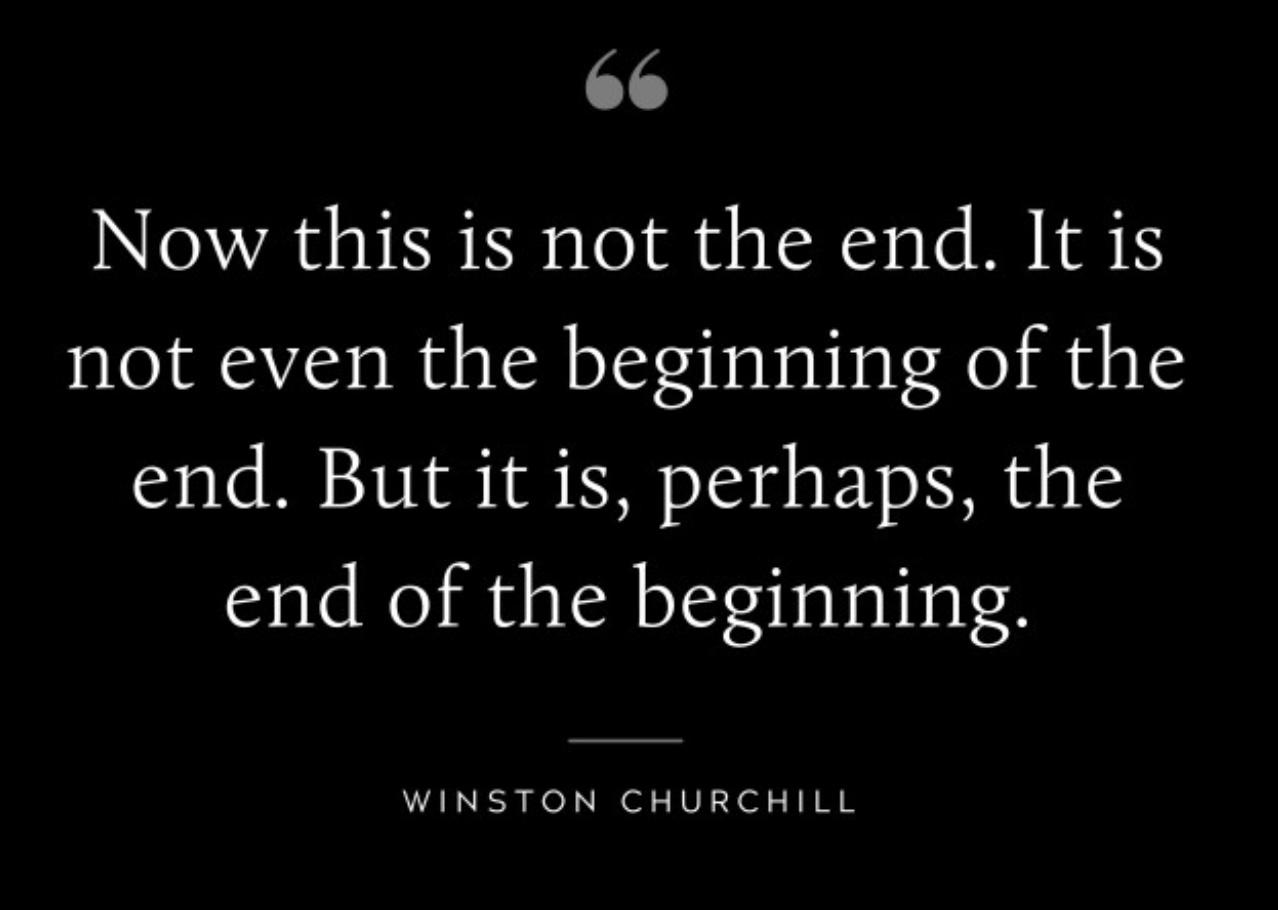 “
Now this is not the end. It is
not even the beginning of the
end. But it is, perhaps, the
end of the beginning.
WINSTON CHURCHILL